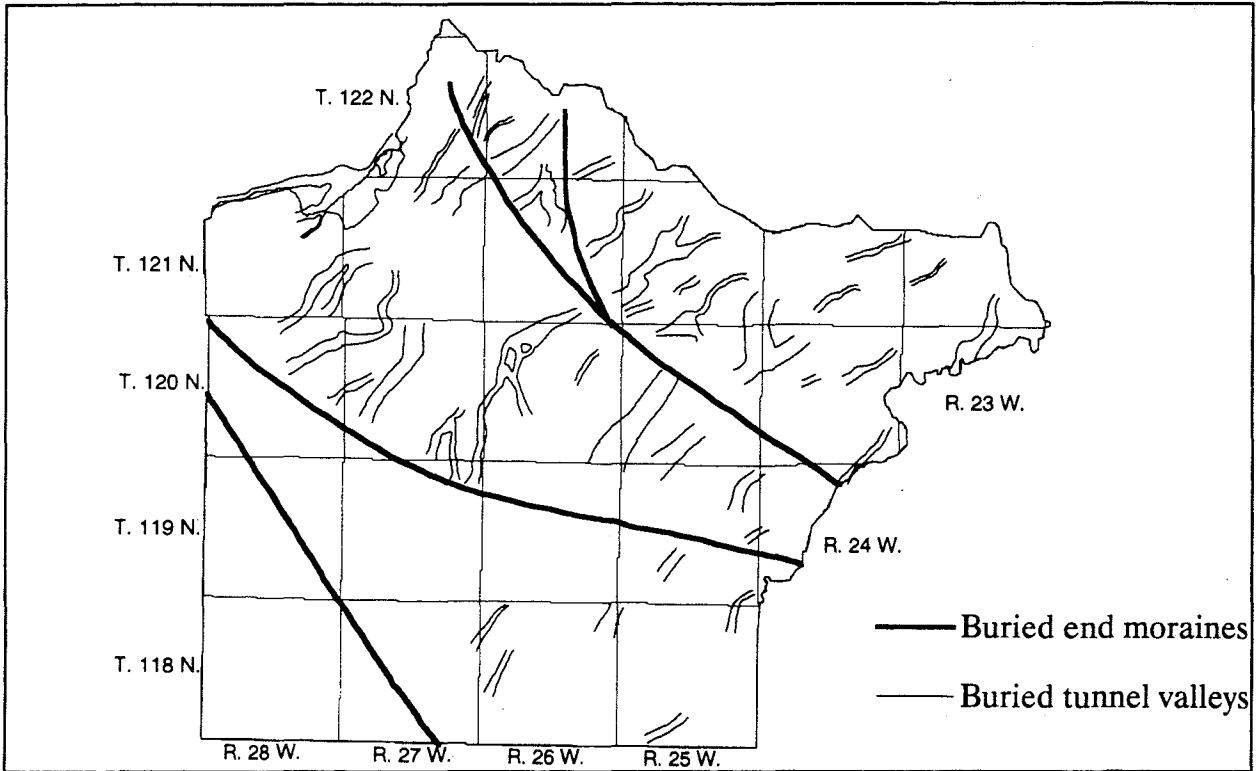 T. 122 N.
T. 121 N.
T. 120 N.
R. 23 W.
T. 119 N.
R. 24 W.
Buried end moraines
T. 118 N.
Buried tunnel valleys
R. 28 W. R. 27 W. R. 26 W. R. 25 W.